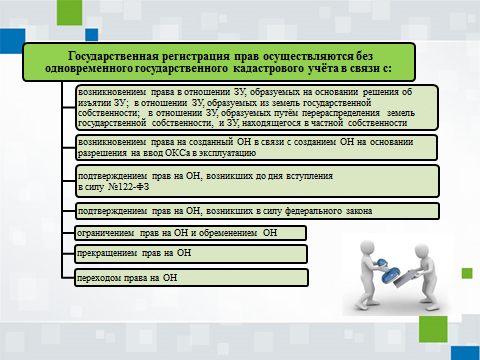 Государственная регистрация прав осуществляются без
одновременного государственного кадастрового учёта в связи с:
возникновением права в отношении ЗУ, образуемых на основании решения об
изъятии ЗУ; в отношении ЗУ, образуемых из земель государственной
собственности; в отношении ЗУ, образуемых путём перераспределения земель
государственной собственности, и ЗУ, находящегося в частной собственности
возникновением права на созданный ОН в связи с созданием ОН на основании
разрешения на ввод ОКСа в эксплуатацию
подтверждением прав на ОН, возникших до дня вступления
в силу №122-ФЗ
подтверждением прав на ОН, возникших в силу федерального закона
ограничением прав на ОН и обременением ОН
прекращением прав на ОН
переходом права на ОН